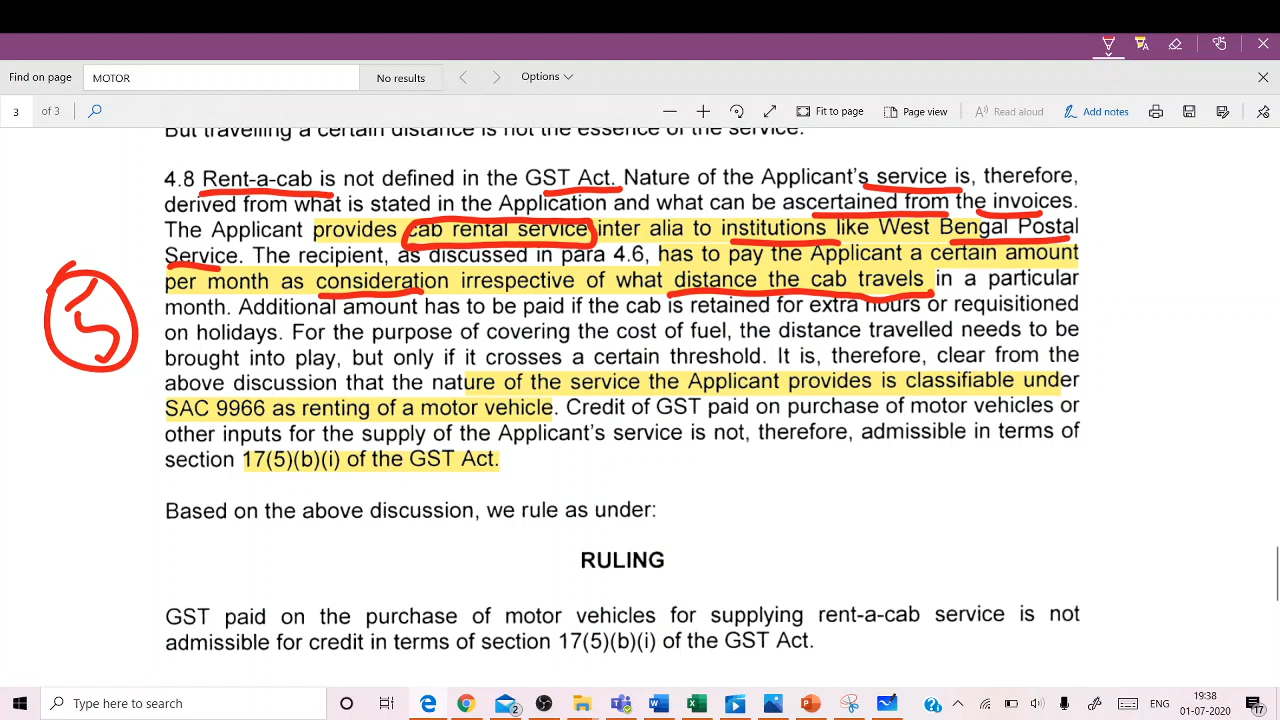 Find on page
MOTOR
No results
Options
3 of 3
Fit to page
Page view
Read aloud
Add notes
But travelling a certain distance is not the essence of the service.
4.8 Rent-a-cab is not defined in the GST Act. Nature of the Applicant's service is, therefore,
derived from what is stated in the Application and what can be ascertained from the invoices.
The Applicant provides cab rental service inter alia to institutions like West Bengal Postal
Service. The recipient, as discussed in para 4.6, has to pay the Applicant a certain amount
per month as consideration irrespective of what distance the cab travels in a particular
month. Additional amount has to be paid if the cab is retained for extra hours or requisitioned
on holidays. For the purpose of covering the cost of fuel, the distance travelled needs to be
brought into play, but only if it crosses a certain threshold. It is, therefore, clear from the
above discussion that the nature of the service the Applicant provides is classifiable under
SAC 9966 as renting of a motor vehicle. Credit of GST paid on purchase of motor vehicles or
other inputs for the supply of the Applicant's service is not, therefore, admissible in terms of
section 17(5)(b)(i) of the GST Act.
Based on the above discussion, we rule as under:
RULING
GST paid on the purchase of motor vehicles for supplying rent-a-cab service is not
admissible for credit in terms of section 17(5)(b)(i) of the GST Act.
Type here to search
2
ENG
19:38
01-07-2020
17